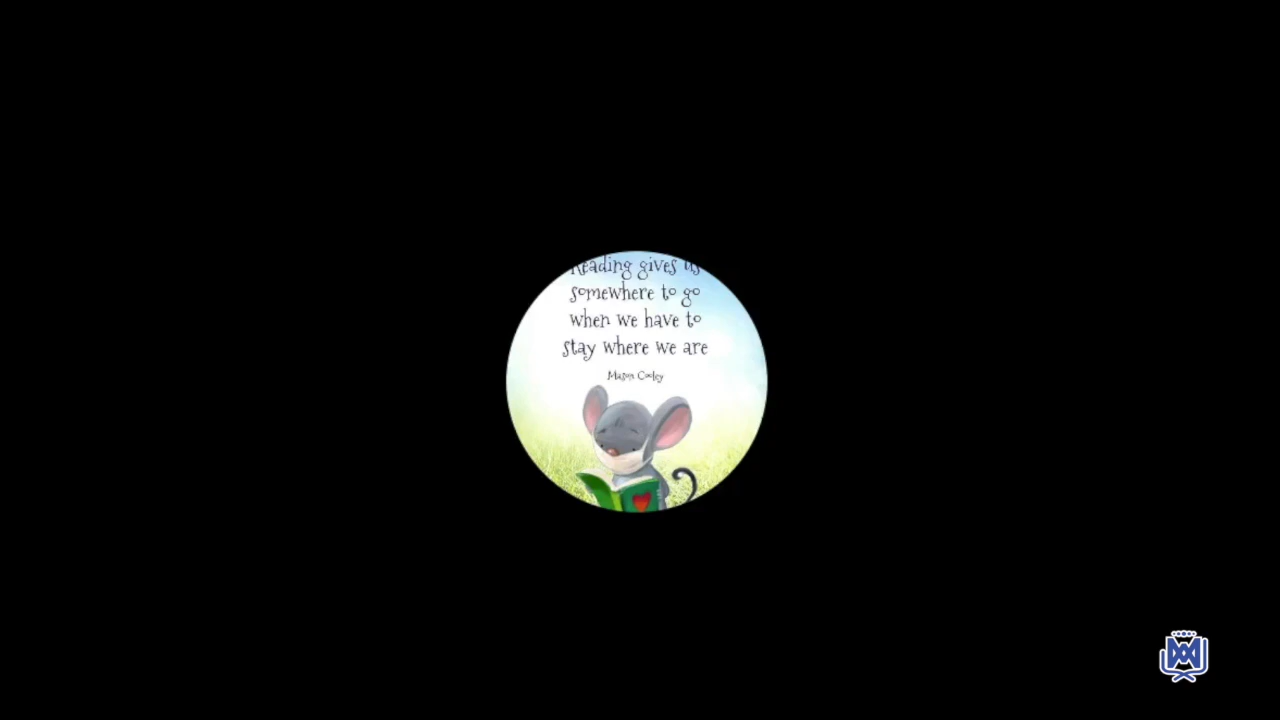 Reading gives us
somewhere to go
when we have to
stay where we are
Mason Cooley